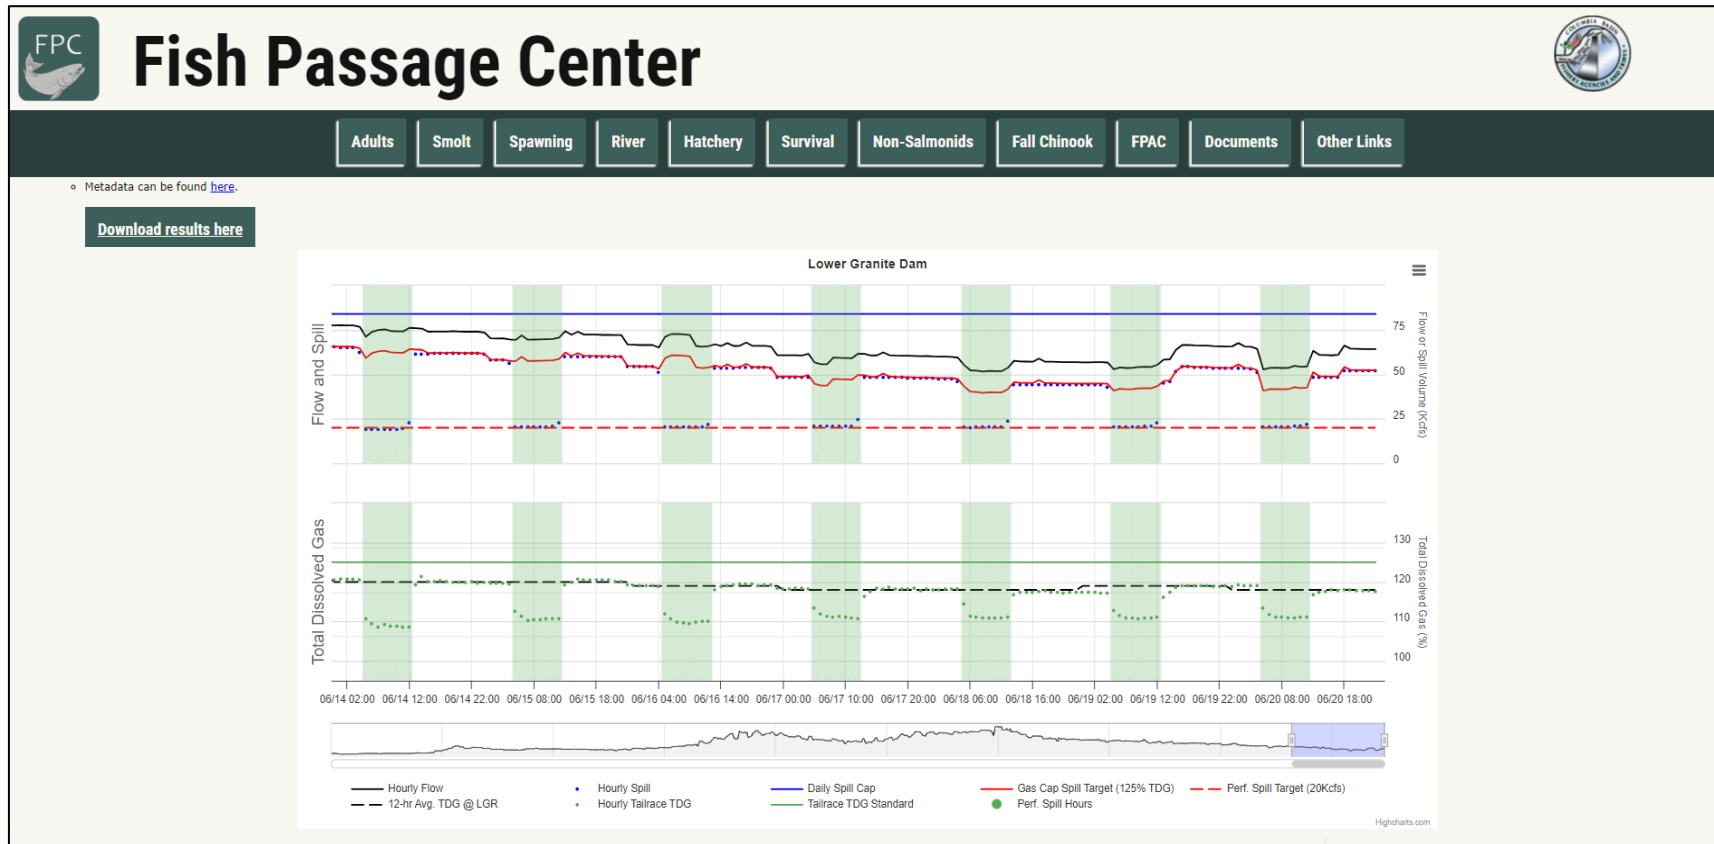 FPC
Fish Passage Center
COLUMBIA BASIN
FISHERY AGENCIES AND TRIBES
Adults Smolt Spawning River Hatchery Survival Non-Salmonids Fall Chinook FPAC Documents Other Links
Metadata can be found here.
Download results here
Lower Granite Dam
Flow and Spill
75
50
25
0
Flow or Spill Volume (Kcfs)
Total Dissolved Gas
130
120
110
100
Total Dissolved Gas (%)
06/14 02:00 06/14 12:00 06/14 22:00 06/15 08:00 06/15 18:00 06/16 04:00 06/16 14:00 06/17 00:00 06/17 10:00 06/17 20:00 06/18 06:00 06/18 16:00 06/19 02:00 06/19 12:00 06/19 22:00 06/20 08:00 06/20 18:00
Hourly Flow Hourly Spill Daily Spill Cap Gas Cap Spill Target (125% TDG) Perf. Spill Target (20Kcfs)
12-hr Avg. TDG @ LGR Hourly Tailrace TDG Tailrace TDG Standard Perf. Spill Hours
Highcharts.com